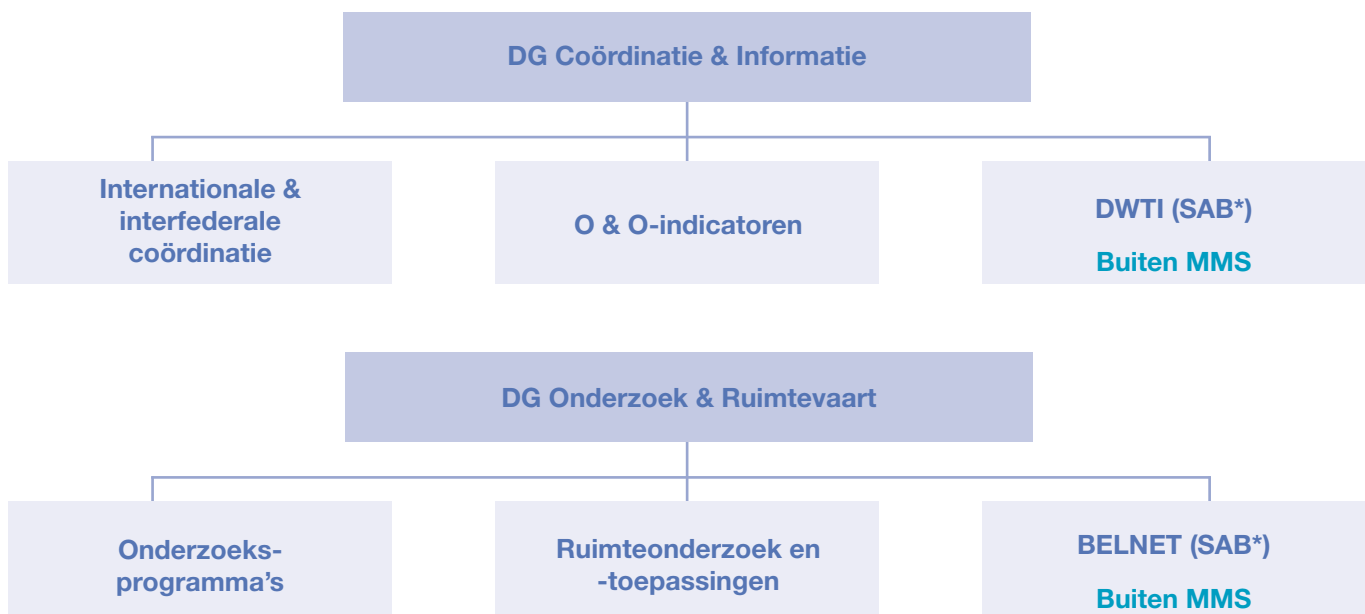 DG Coördinatie & Informatie
Internationale &
interfederale
coördinatie
O & O-indicatoren
DWTI (SAB*)
Buiten MMS
DG Onderzoek & Ruimtevaart
Onderzoeks-
programma’s
Ruimteonderzoek en
-toepassingen
BELNET (SAB*)
Buiten MMS